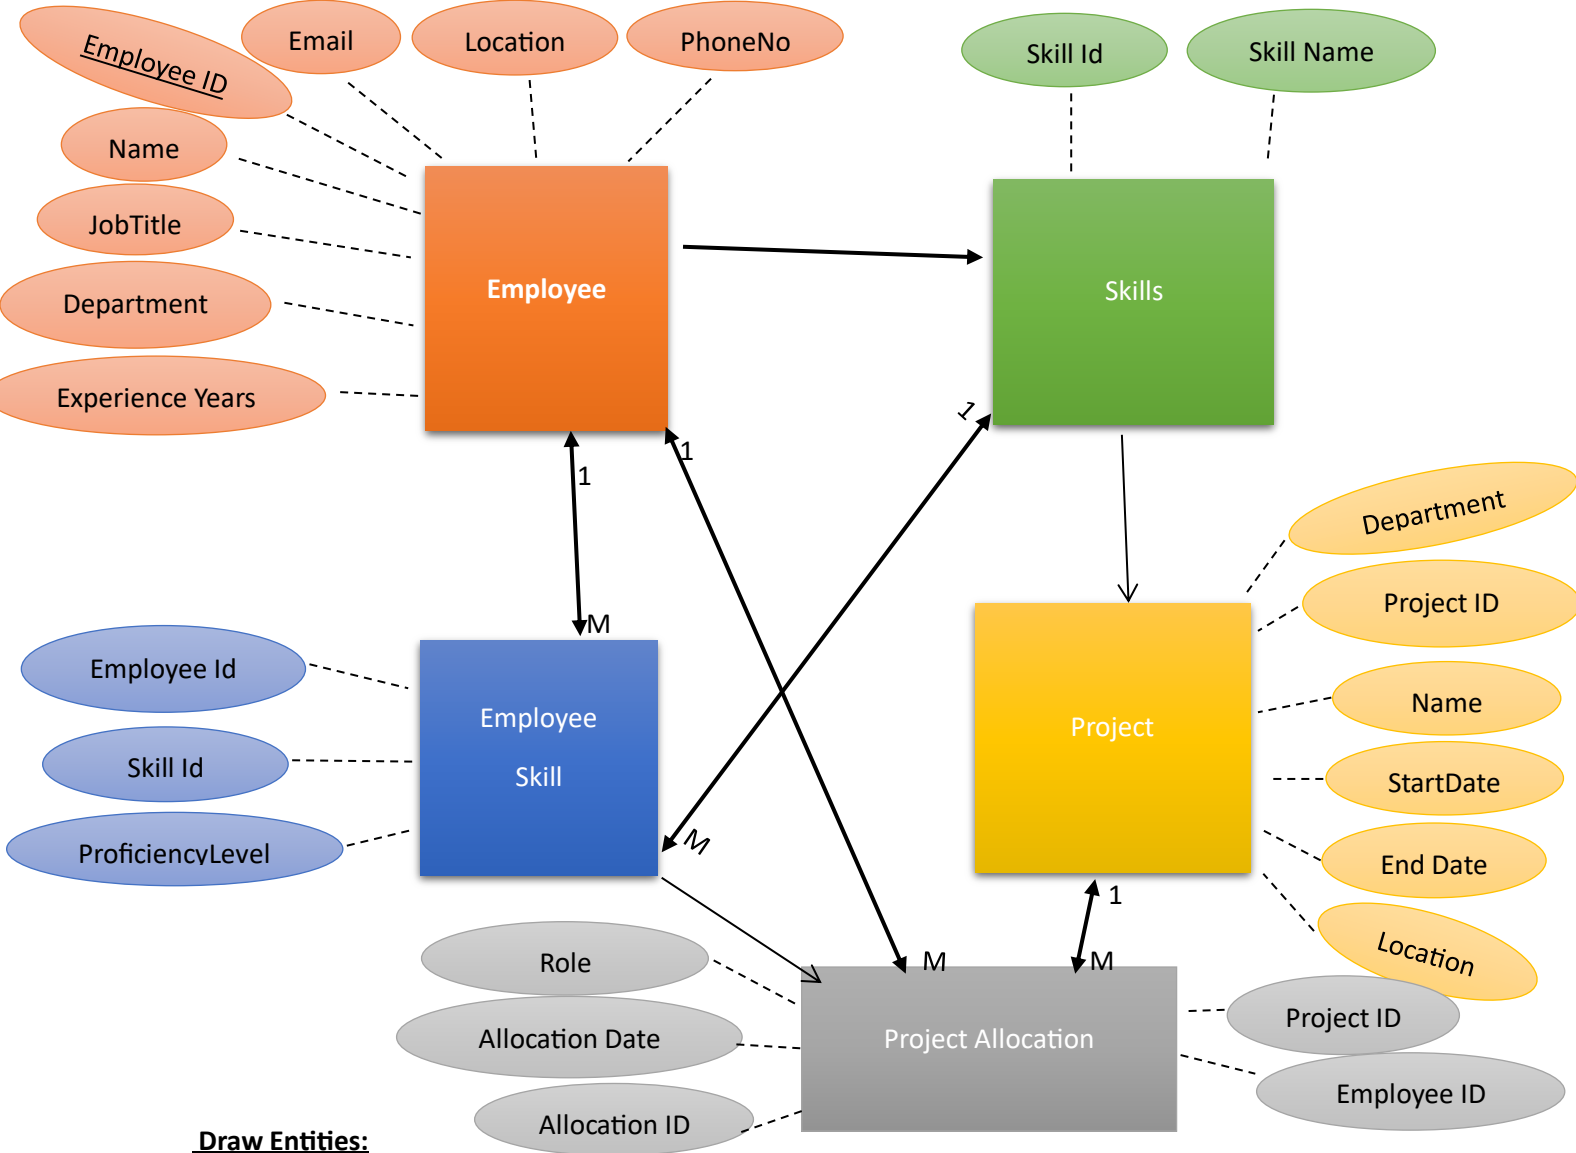 Employee ID
Email
Location
PhoneNo
Skill Id
Skill Name
Name
JobTitle
Department
Experience Years
Employee
Skills
1
1
1
M
Department
Project ID
Name
StartDate
End Date
Location
Employee Id
Skill Id
ProficiencyLevel
Employee
Skill
Project
M
1
M
M
Role
Allocation Date
Allocation ID
Project Allocation
Project ID
Employee ID
Draw Entities: